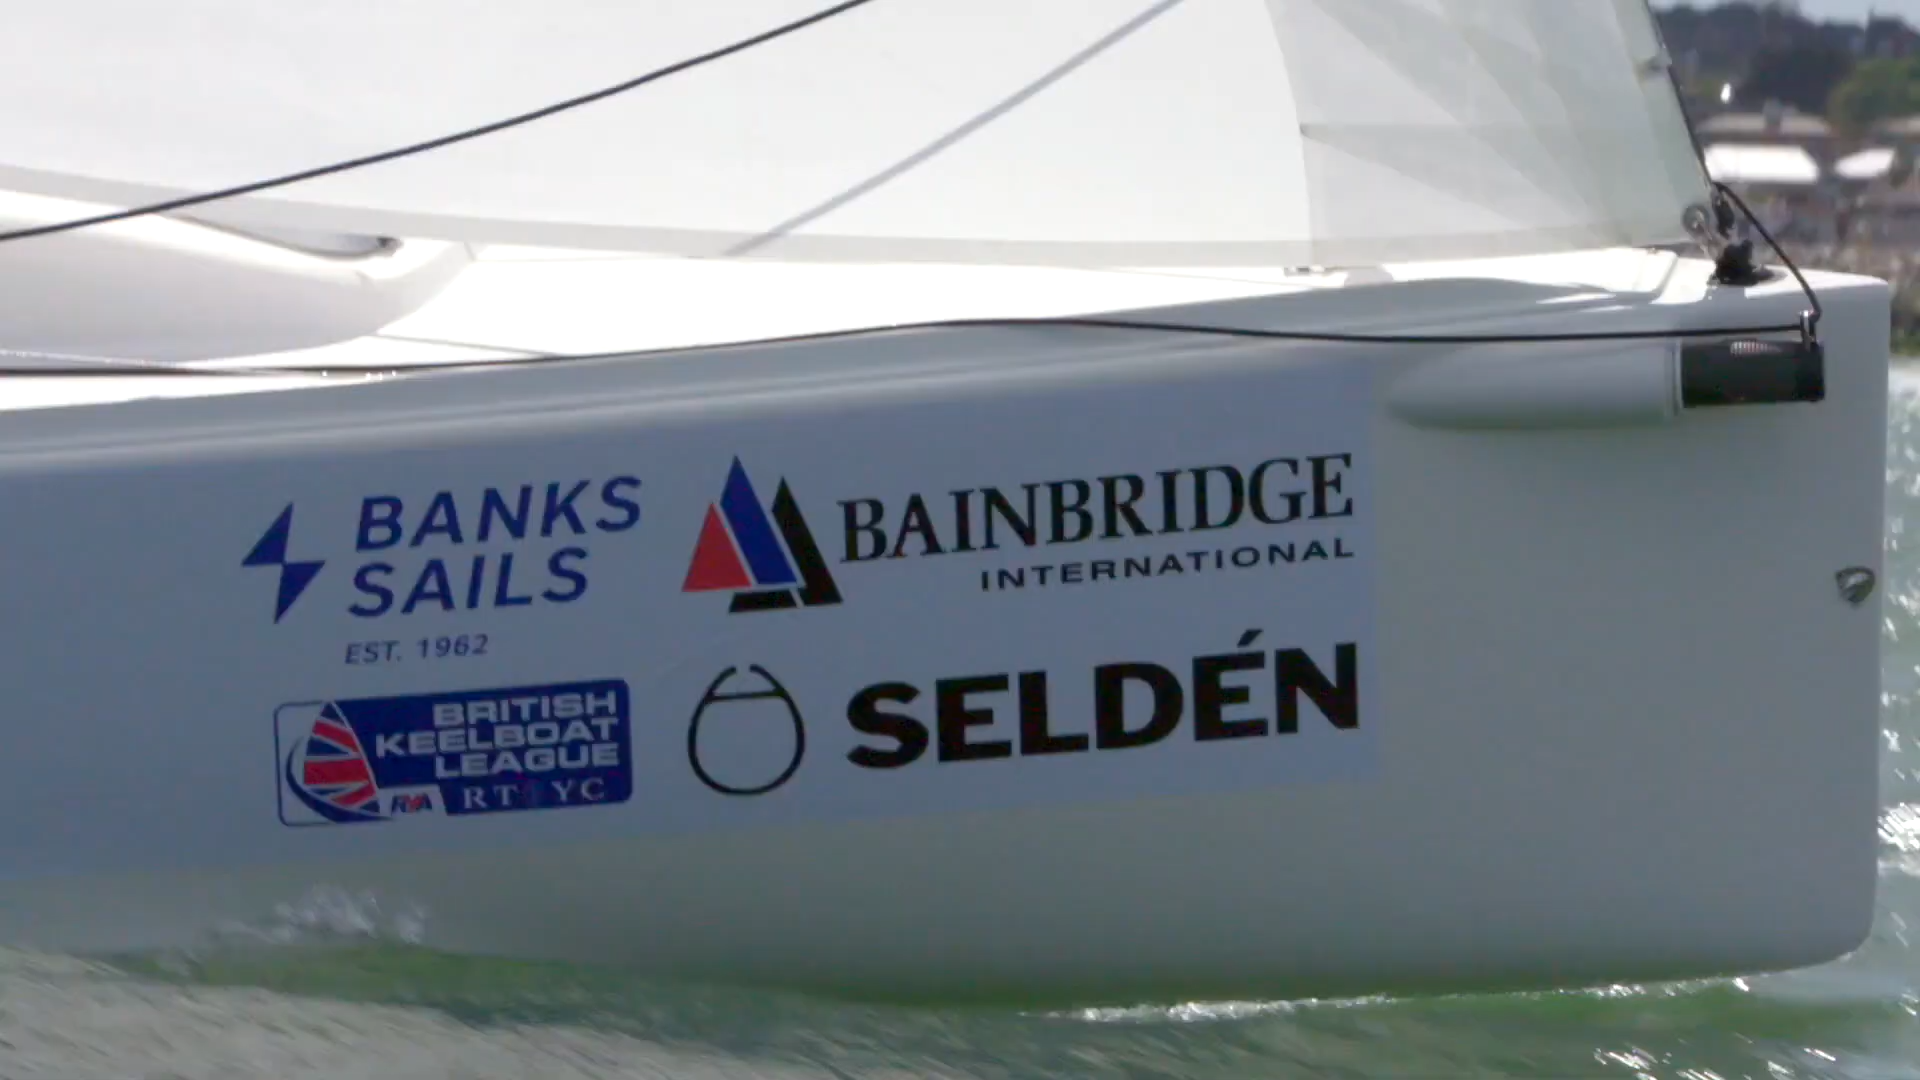 BANKS
SAILS
EST. 1962
BAINBRIDGE
INTERNATIONAL
BRITISH
KEELBOAT
LEAGUE
RYA
SELDÉN